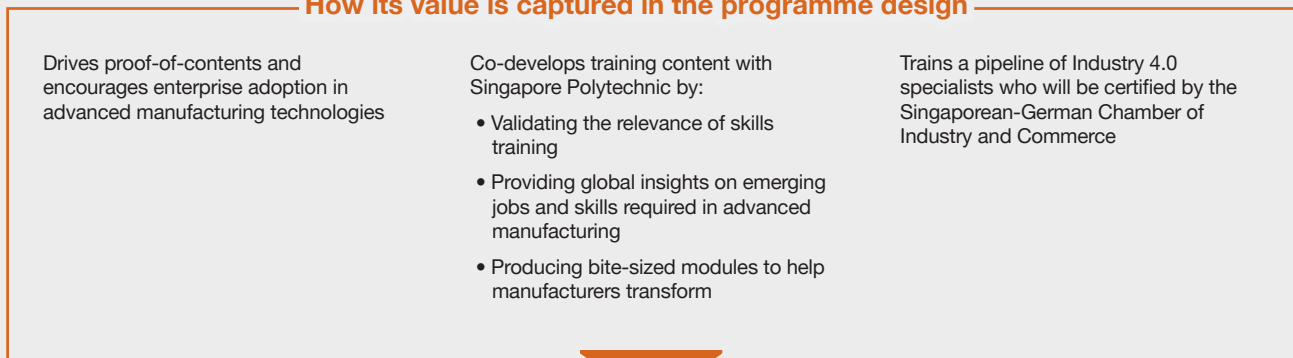 How its value is captured in the programme design
Drives proof-of-contents and
encourages enterprise adoption in
advanced manufacturing technologies
Co-develops training content with
Singapore Polytechnic by:
• Validating the relevance of skills
training
• Providing global insights on emerging
jobs and skills required in advanced
manufacturing
• Producing bite-sized modules to help
manufacturers transform
Trains a pipeline of Industry 4.0
specialists who will be certified by the
Singaporean-German Chamber of
Industry and Commerce